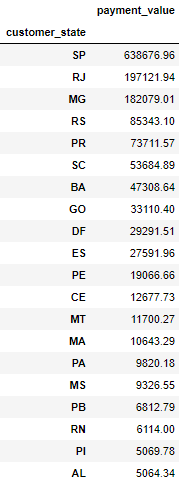 payment_value
customer_state
SP 638676.96
RJ 197121.94
MG 182079.01
RS 85343.10
PR 73711.57
SC 53684.89
BA 47308.64
GO 33110.40
DF 29291.51
ES 27591.96
PE 19066.66
CE 12677.73
MT 11700.27
MA 10643.29
PA 9820.18
MS 9326.55
PB 6812.79
RN 6114.00
PI 5069.78
AL 5064.34